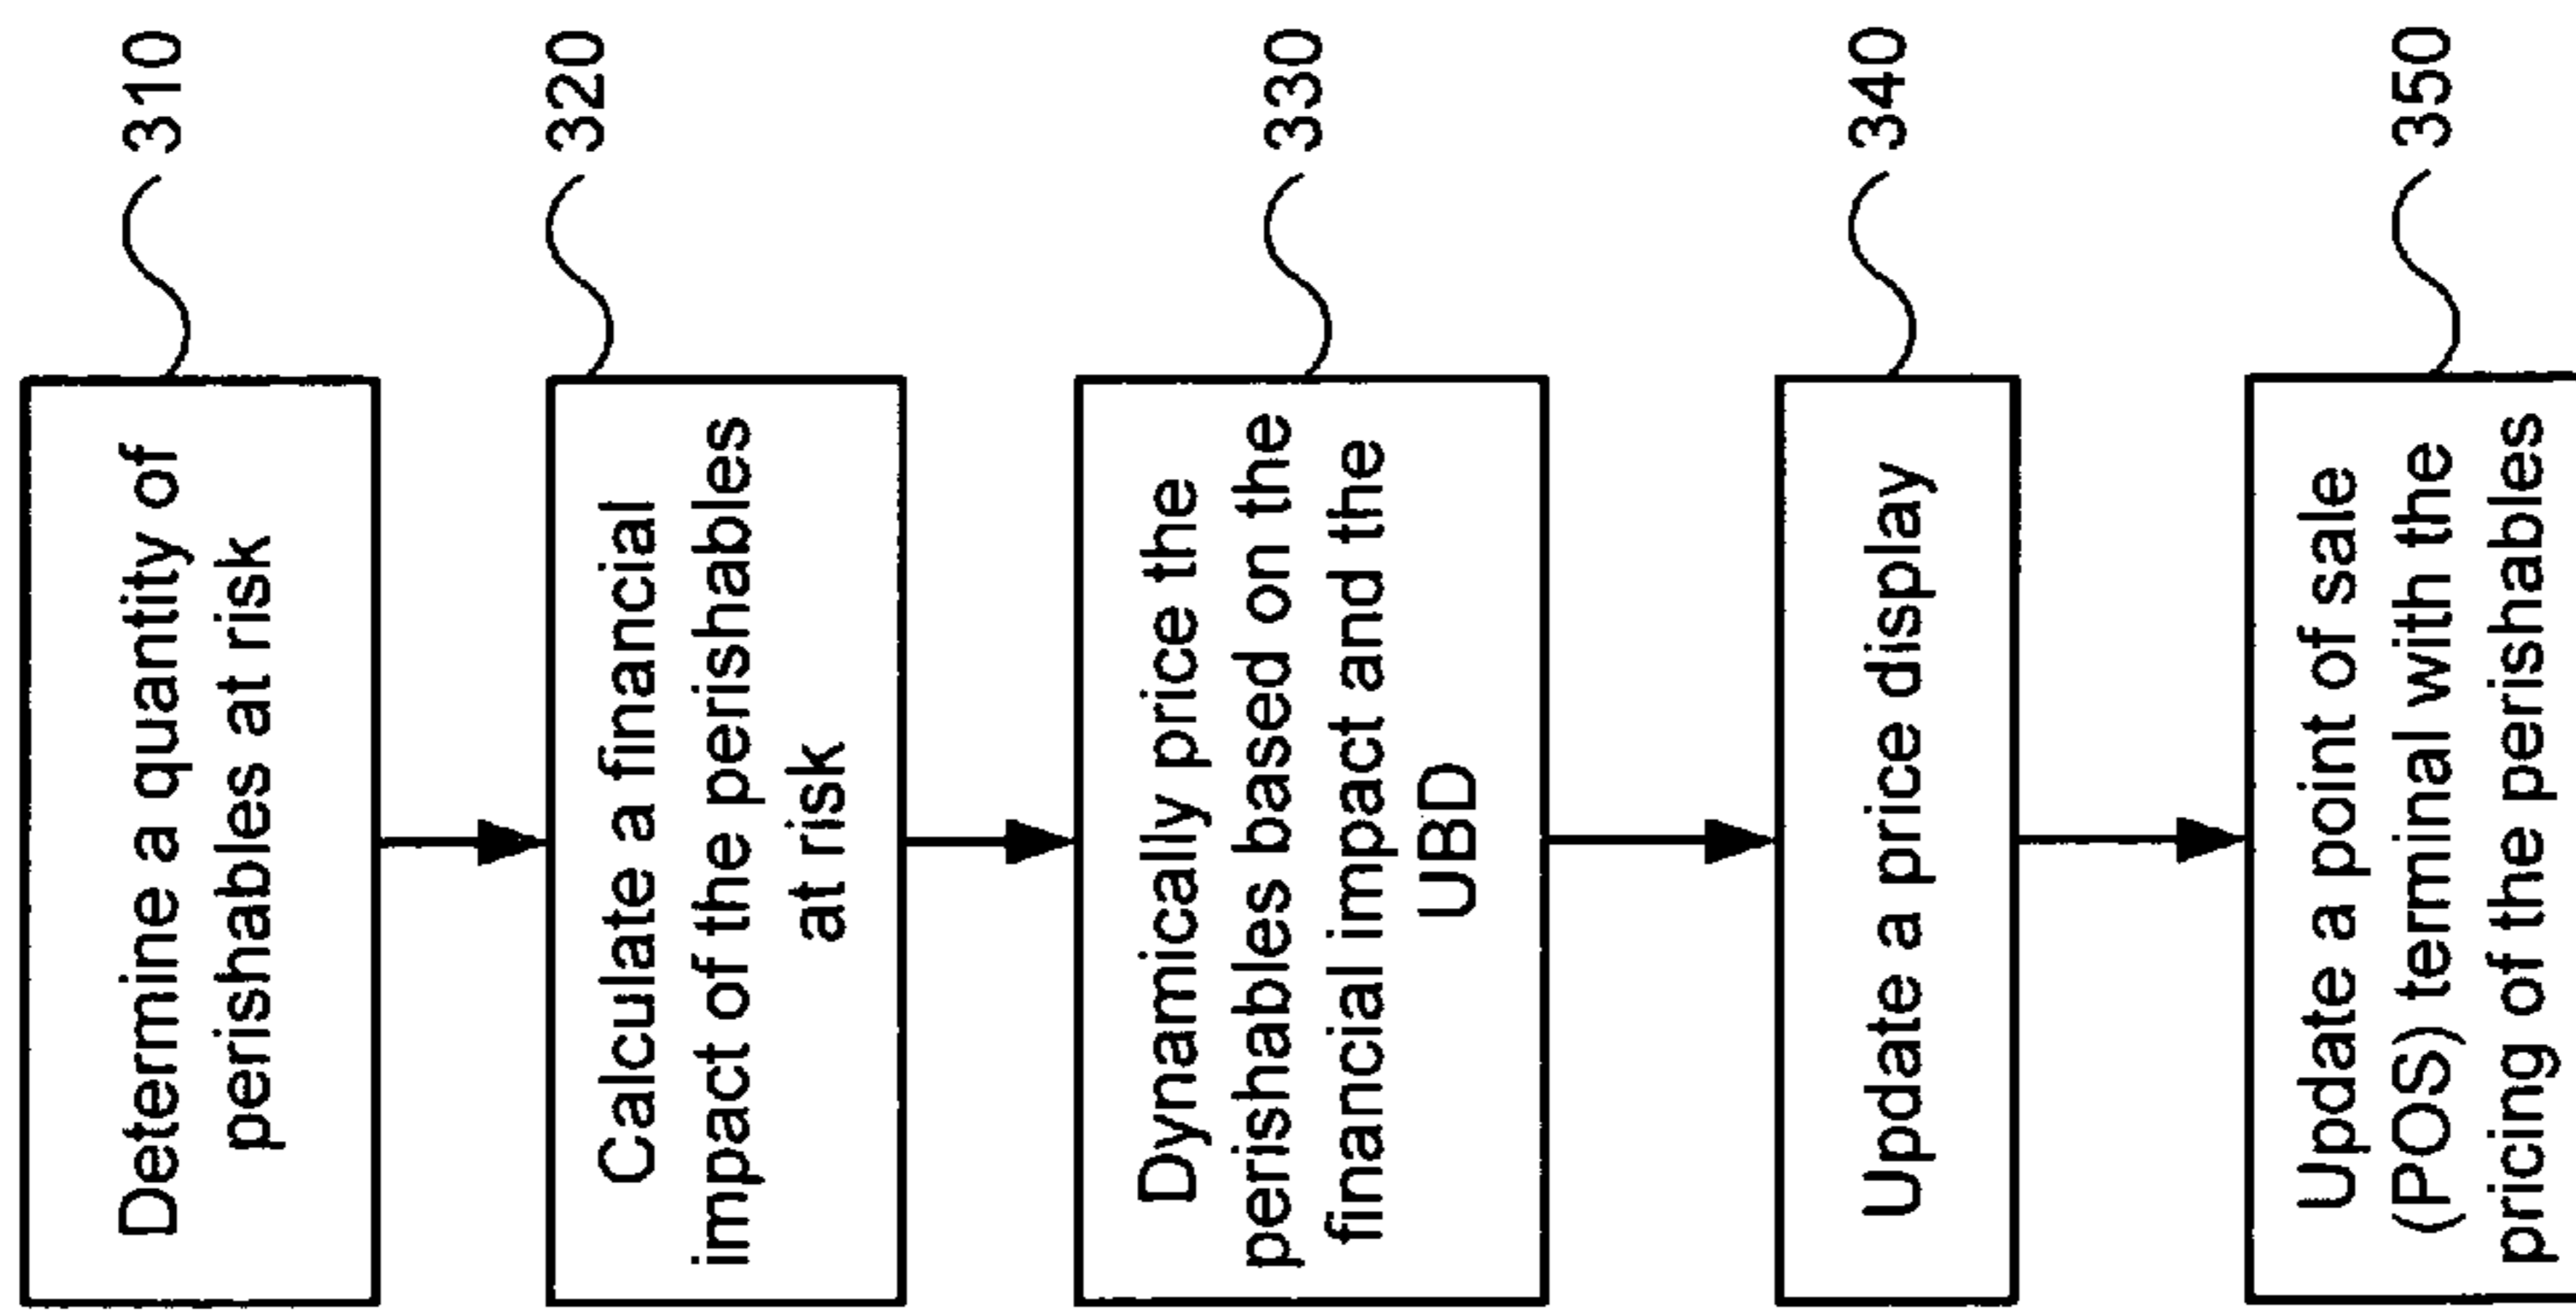 Determine a quantity of
perishables at risk
310
Calculate a financial
impact of the perishables
at risk
320
Dynamically price the
perishables based on the
financial impact and the
UBD
330
Update a price display
340
Update a point of sale
(POS) terminal with the
pricing of the perishables
350